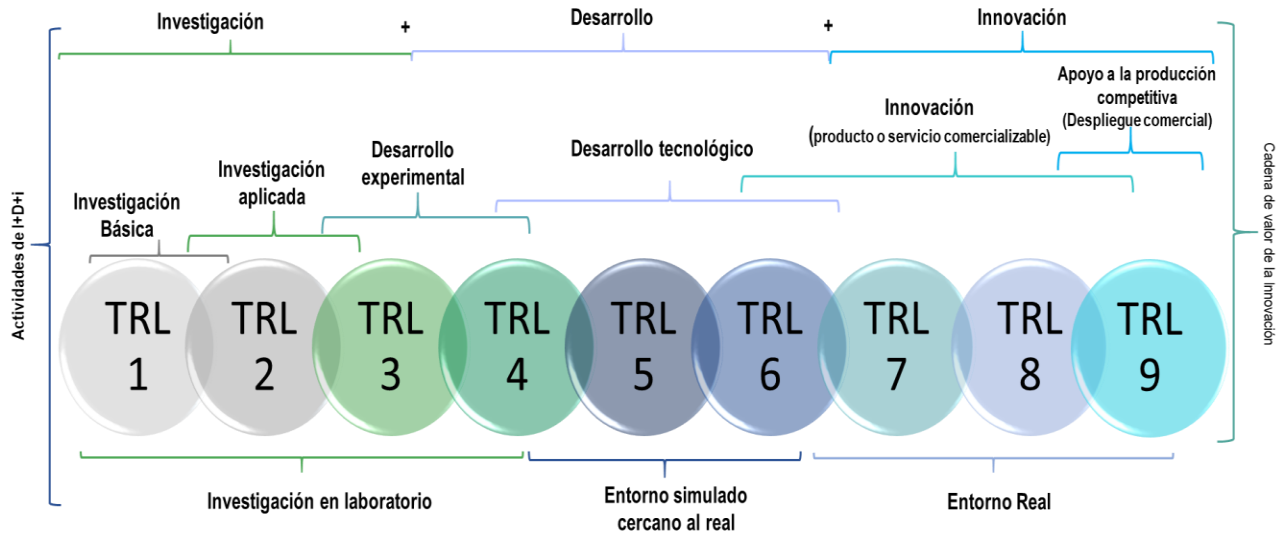 Investigación
+
Desarrollo
+
Innovación
Apoyo a la producción
competitiva
(Despliegue comercial)
Innovación
(producto o servicio comercializable)
Desarrollo tecnológico
Desarrollo
experimental
Investigación
aplicada
Investigación
Básica
Actividades de I+D+i
Cadena de valor de la Innovación
TRL
1
TRL
2
TRL
3
TRL
4
TRL
5
TRL
6
TRL
7
TRL
8
TRL
9
Investigación en laboratorio
Entorno simulado
cercano al real
Entorno Real